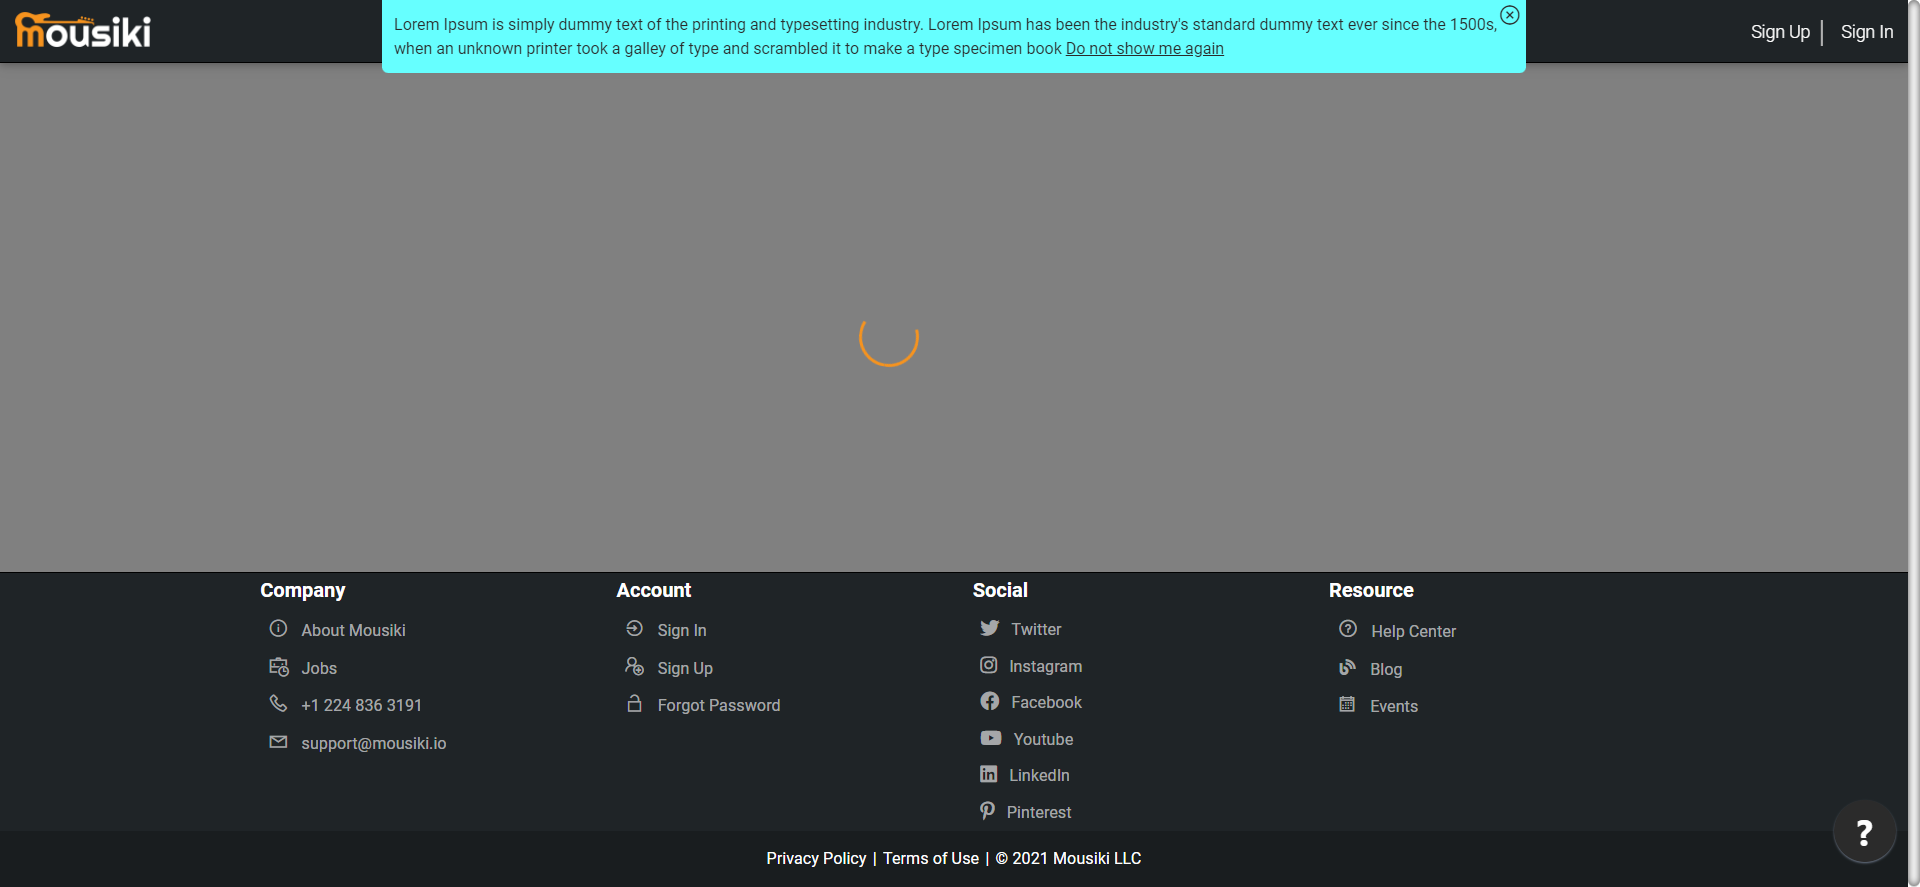 mousiki
Lorem Ipsum is simply dummy text of the printing and typesetting industry. Lorem Ipsum has been the industry's standard dummy text ever since the 1500s,
when an unknown printer took a galley of type and scrambled it to make a type specimen book Do not show me again
Sign Up | Sign In
Company
About Mousiki
Jobs
+1 224 836 3191
support@mousiki.io
Account
Sign In
Sign Up
Forgot Password
Social
Twitter
Instagram
Facebook
Youtube
LinkedIn
Pinterest
Resource
Help Center
Blog
Events
?
Privacy Policy | Terms of Use | © 2021 Mousiki LLC